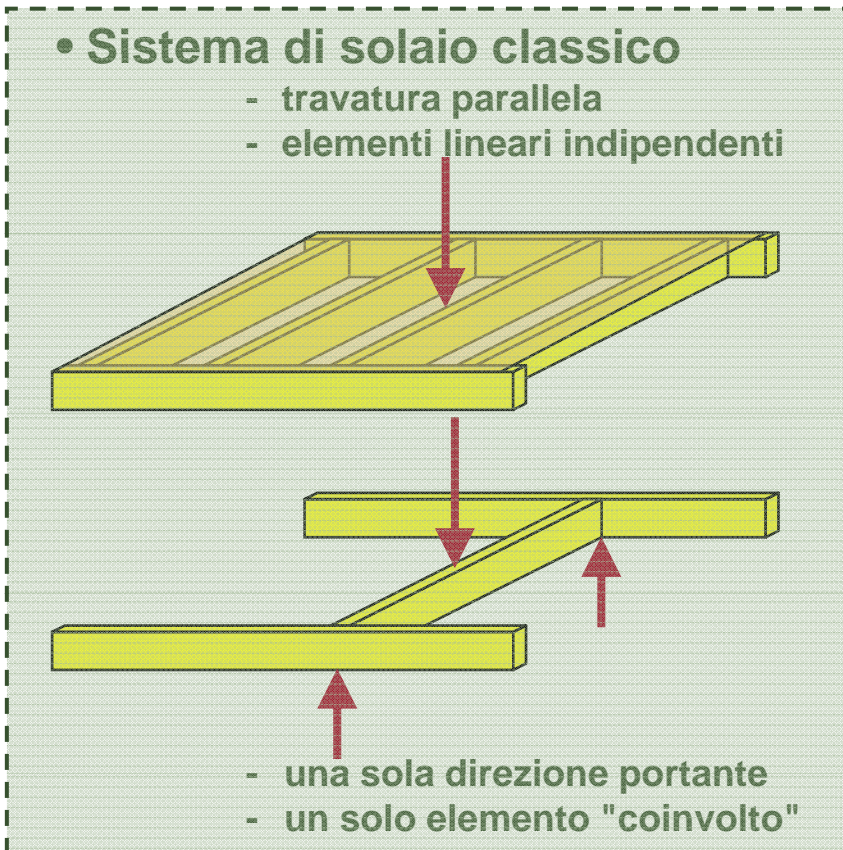 • Sistema di solaio classico
- travatura parallela
- elementi lineari indipendenti
- una sola direzione portante
- un solo elemento "coinvolto"